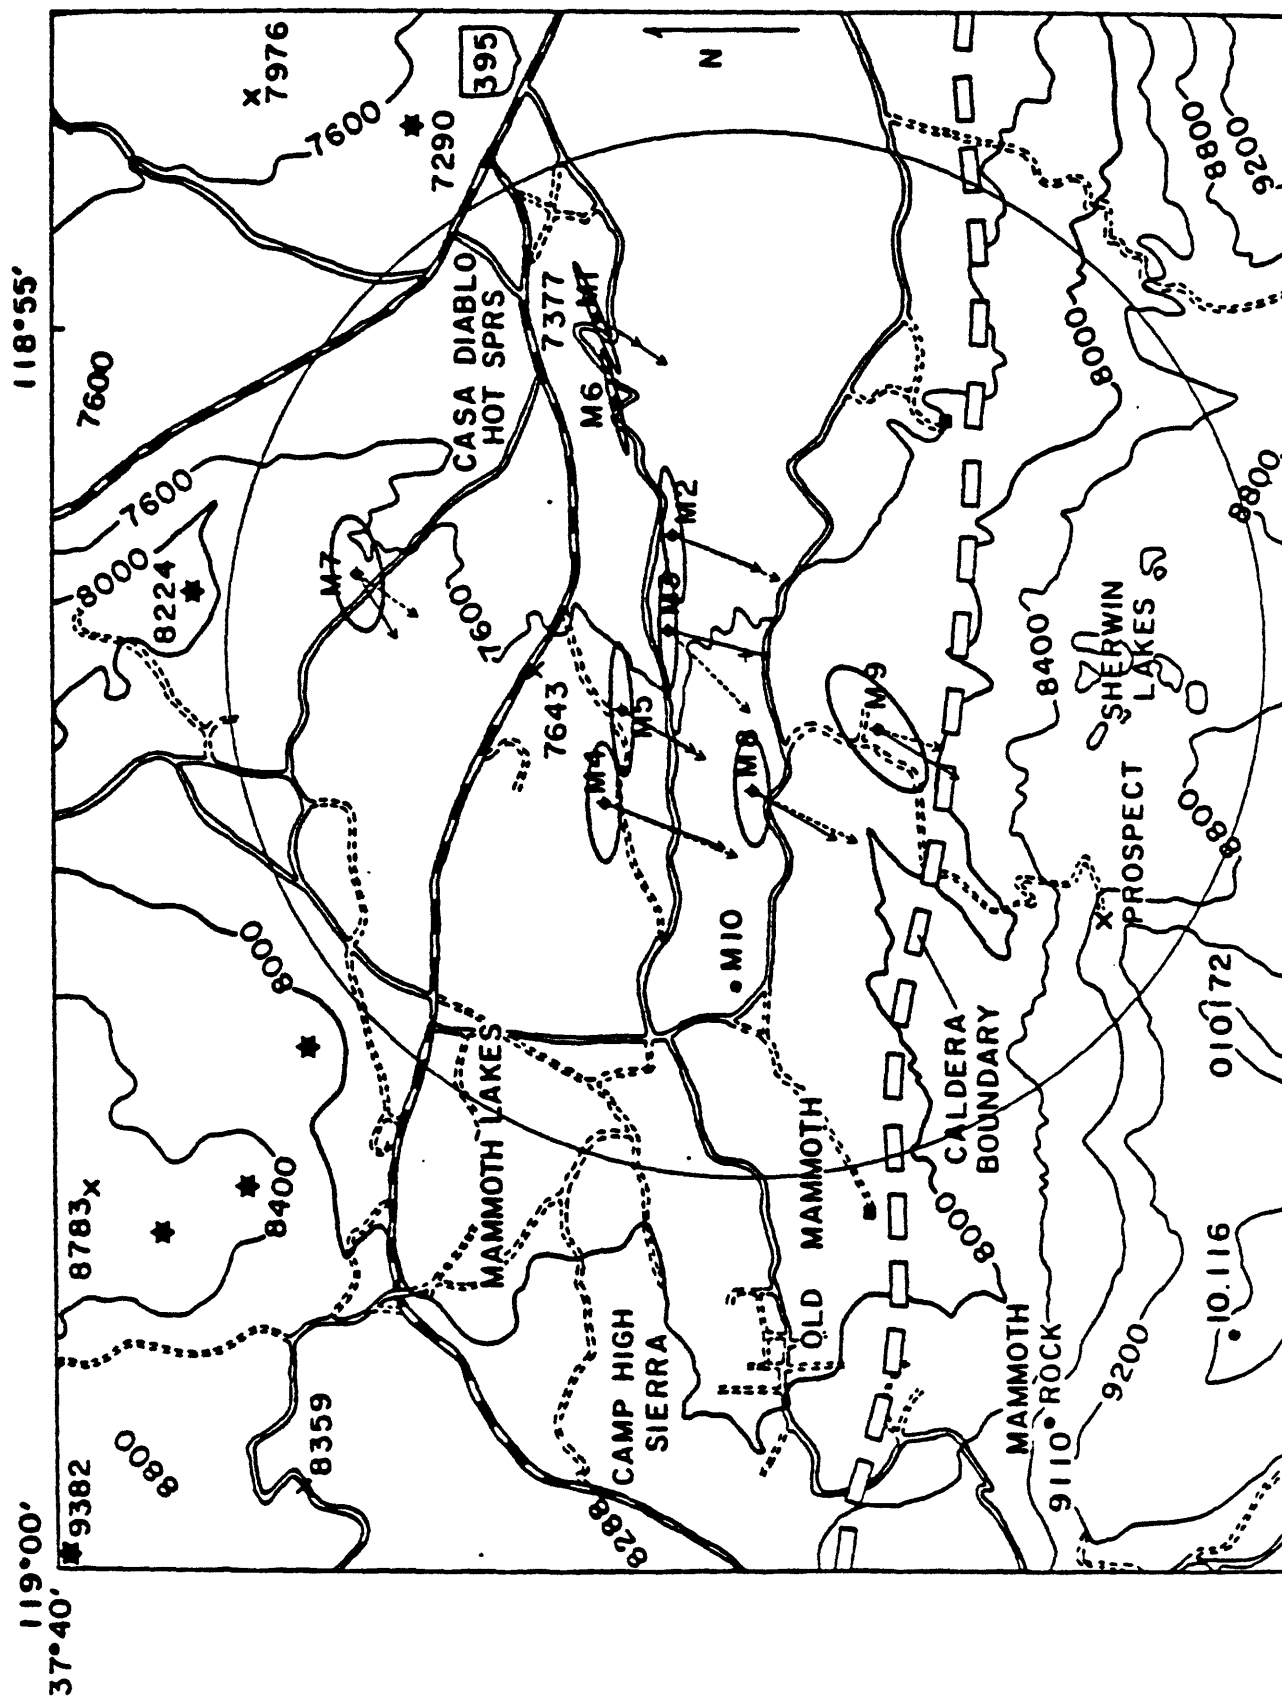 119°00'
37°40'
118°55'
9382
8783
8224
7600
7976
8800
8400
8000
8000
7600
7600
7290
395
8359
MAMMOTH LAKES
M7
7600
CASA DIABLO
HOT SPRS
N
8288
CAMP HIGH
SIERRA
7643
7377
M4
M5
M3
M2
M6
M1
OLD MAMMOTH
M10
M8
M9
8000
CALDERA
BOUNDARY
8400
8000
MAMMOTH
ROCK
9110
9200
PROSPECT
SHERWIN
LAKES
8800
8800
8800
9200
10.116
010172